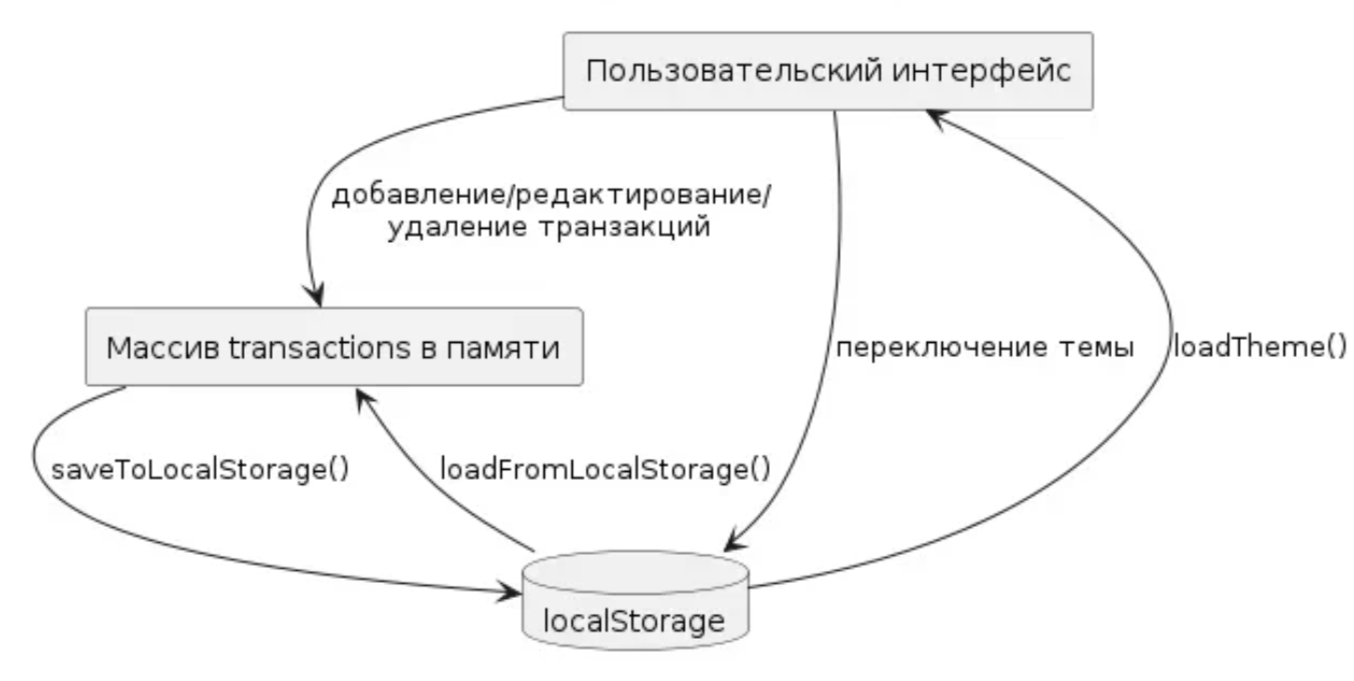 Пользовательский интерфейс
добавление/редактирование/
удаление транзакций
Массив transactions в памяти
переключение темы
loadTheme()
saveToLocalStorage()
loadFromLocalStorage()
localStorage